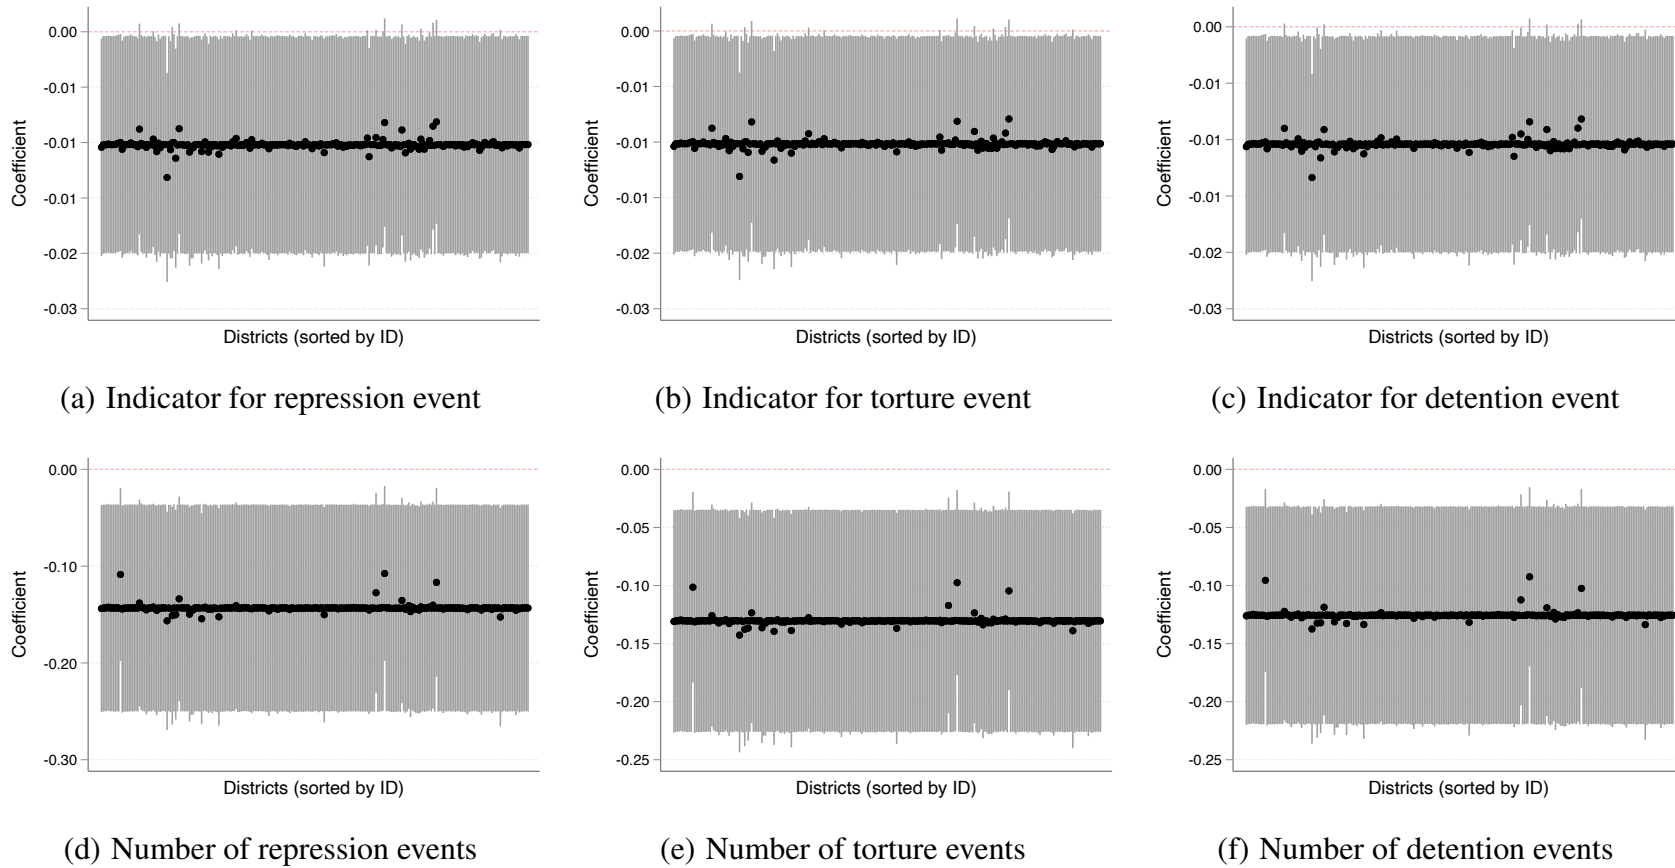 0.00
-0.01
-0.01
-0.01
-0.02
-0.03
Coefficient
Districts (sorted by ID)
(a) Indicator for repression event
0.00
-0.01
-0.01
-0.01
-0.02
-0.03
Coefficient
Districts (sorted by ID)
(b) Indicator for torture event
0.00
-0.01
-0.01
-0.01
-0.02
-0.03
Coefficient
Districts (sorted by ID)
(c) Indicator for detention event
0.00
-0.10
-0.20
-0.30
Coefficient
Districts (sorted by ID)
(d) Number of repression events
0.00
-0.05
-0.10
-0.15
-0.20
-0.25
Coefficient
Districts (sorted by ID)
(e) Number of torture events
0.00
-0.05
-0.10
-0.15
-0.20
-0.25
Coefficient
Districts (sorted by ID)
(f) Number of detention events